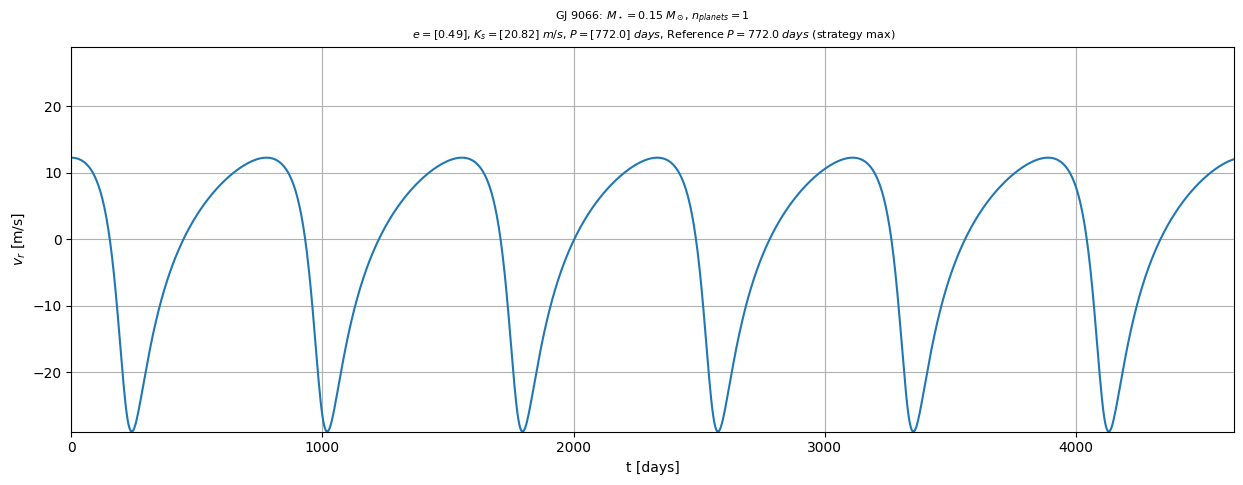 GJ 9066: $M_\star = 0.15\ M_\odot$, $n_{planets} = 1$
$e = [0.49]$, $K_s = [20.82]\ m/s$, $P = [772.0]\ days$, Reference $P = 772.0\ days$ (strategy max)
20
10
0
−10
−20
$v_r$ [m/s]
0 1000 2000 3000 4000
t [days]